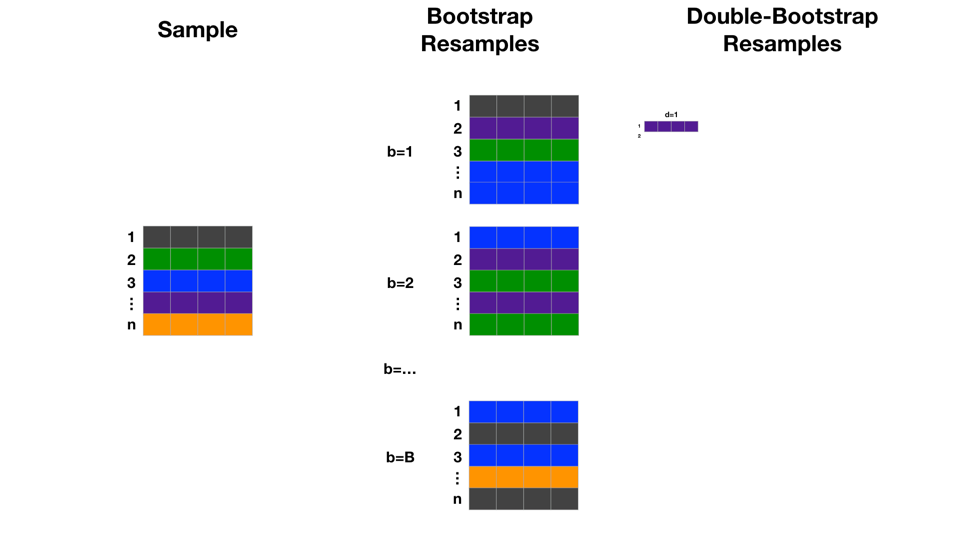 Sample
Bootstrap
Resamples
Double-Bootstrap
Resamples
1
2
3
⋮
n
b=1
1
2
3
⋮
n
b=2
1
2
3
⋮
n
b=...
b=B
1
2
3
⋮
n
d=1
1
2